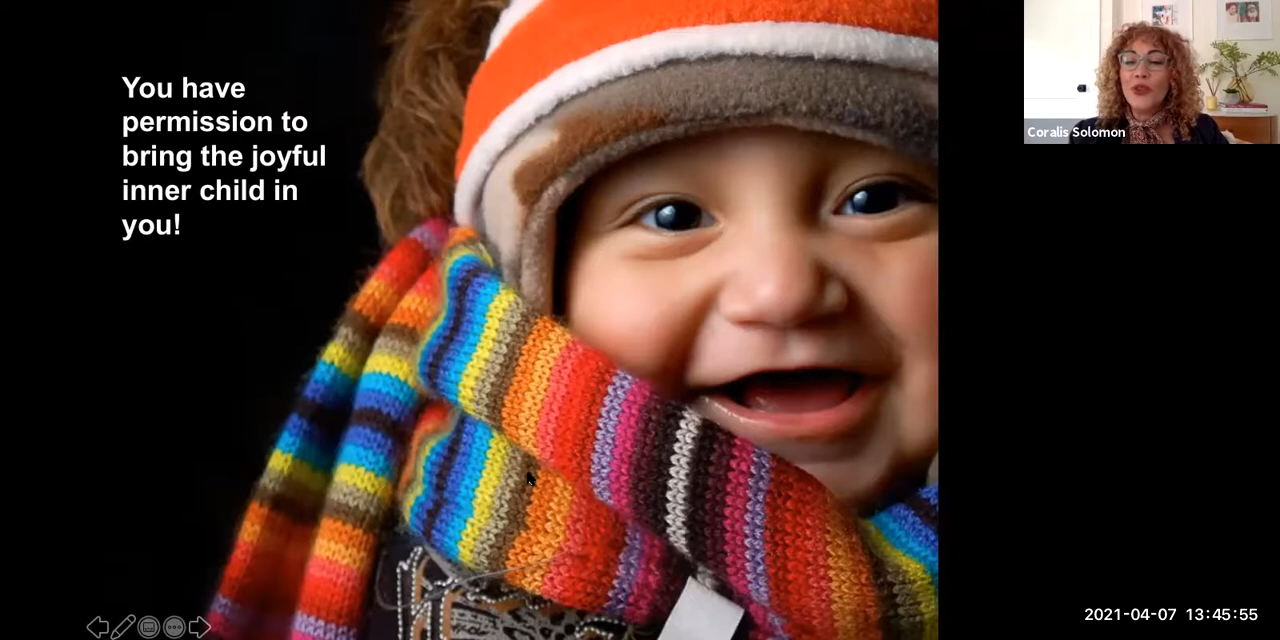 You have
permission to
bring the joyful
inner child in
you!
Coralis Solomon
2021-04-07 13:45:55